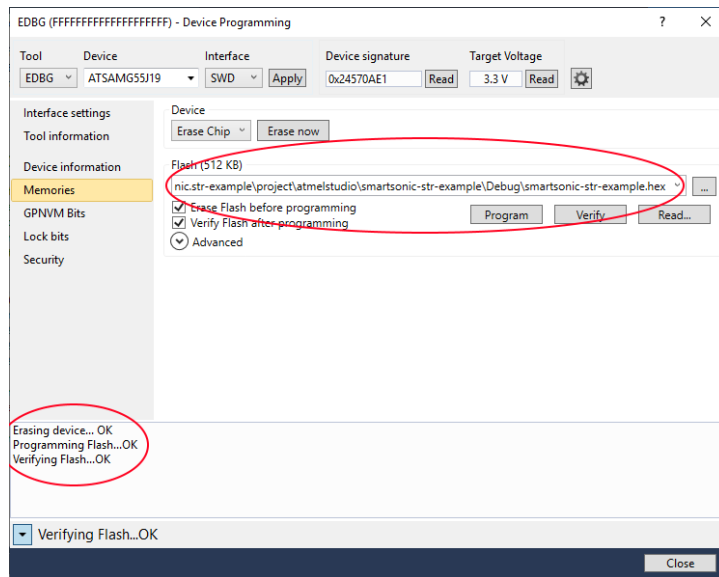 EDBG (FFFFFFFFFFFFFFFFFFFF) - Device Programming ? ✕
Tool Device Interface Device signature Target Voltage
EDBG ATSAMG55J19 SWD Apply 0x24570AE1 Read 3.3 V Read
Interface settings
Tool information
Device information
Memories
GPNVM Bits
Lock bits
Security
Device
Erase Chip Erase now
Flash (512 KB)
nic.str-example\project\atmelstudio\smartsonic-str-example\Debug\smartsonic-str-example.hex ...
Erase Flash before programming
Verify Flash after programming
Program Verify Read...
Advanced
Erasing device... OK
Programming Flash...OK
Verifying Flash...OK
Verifying Flash...OK
Close